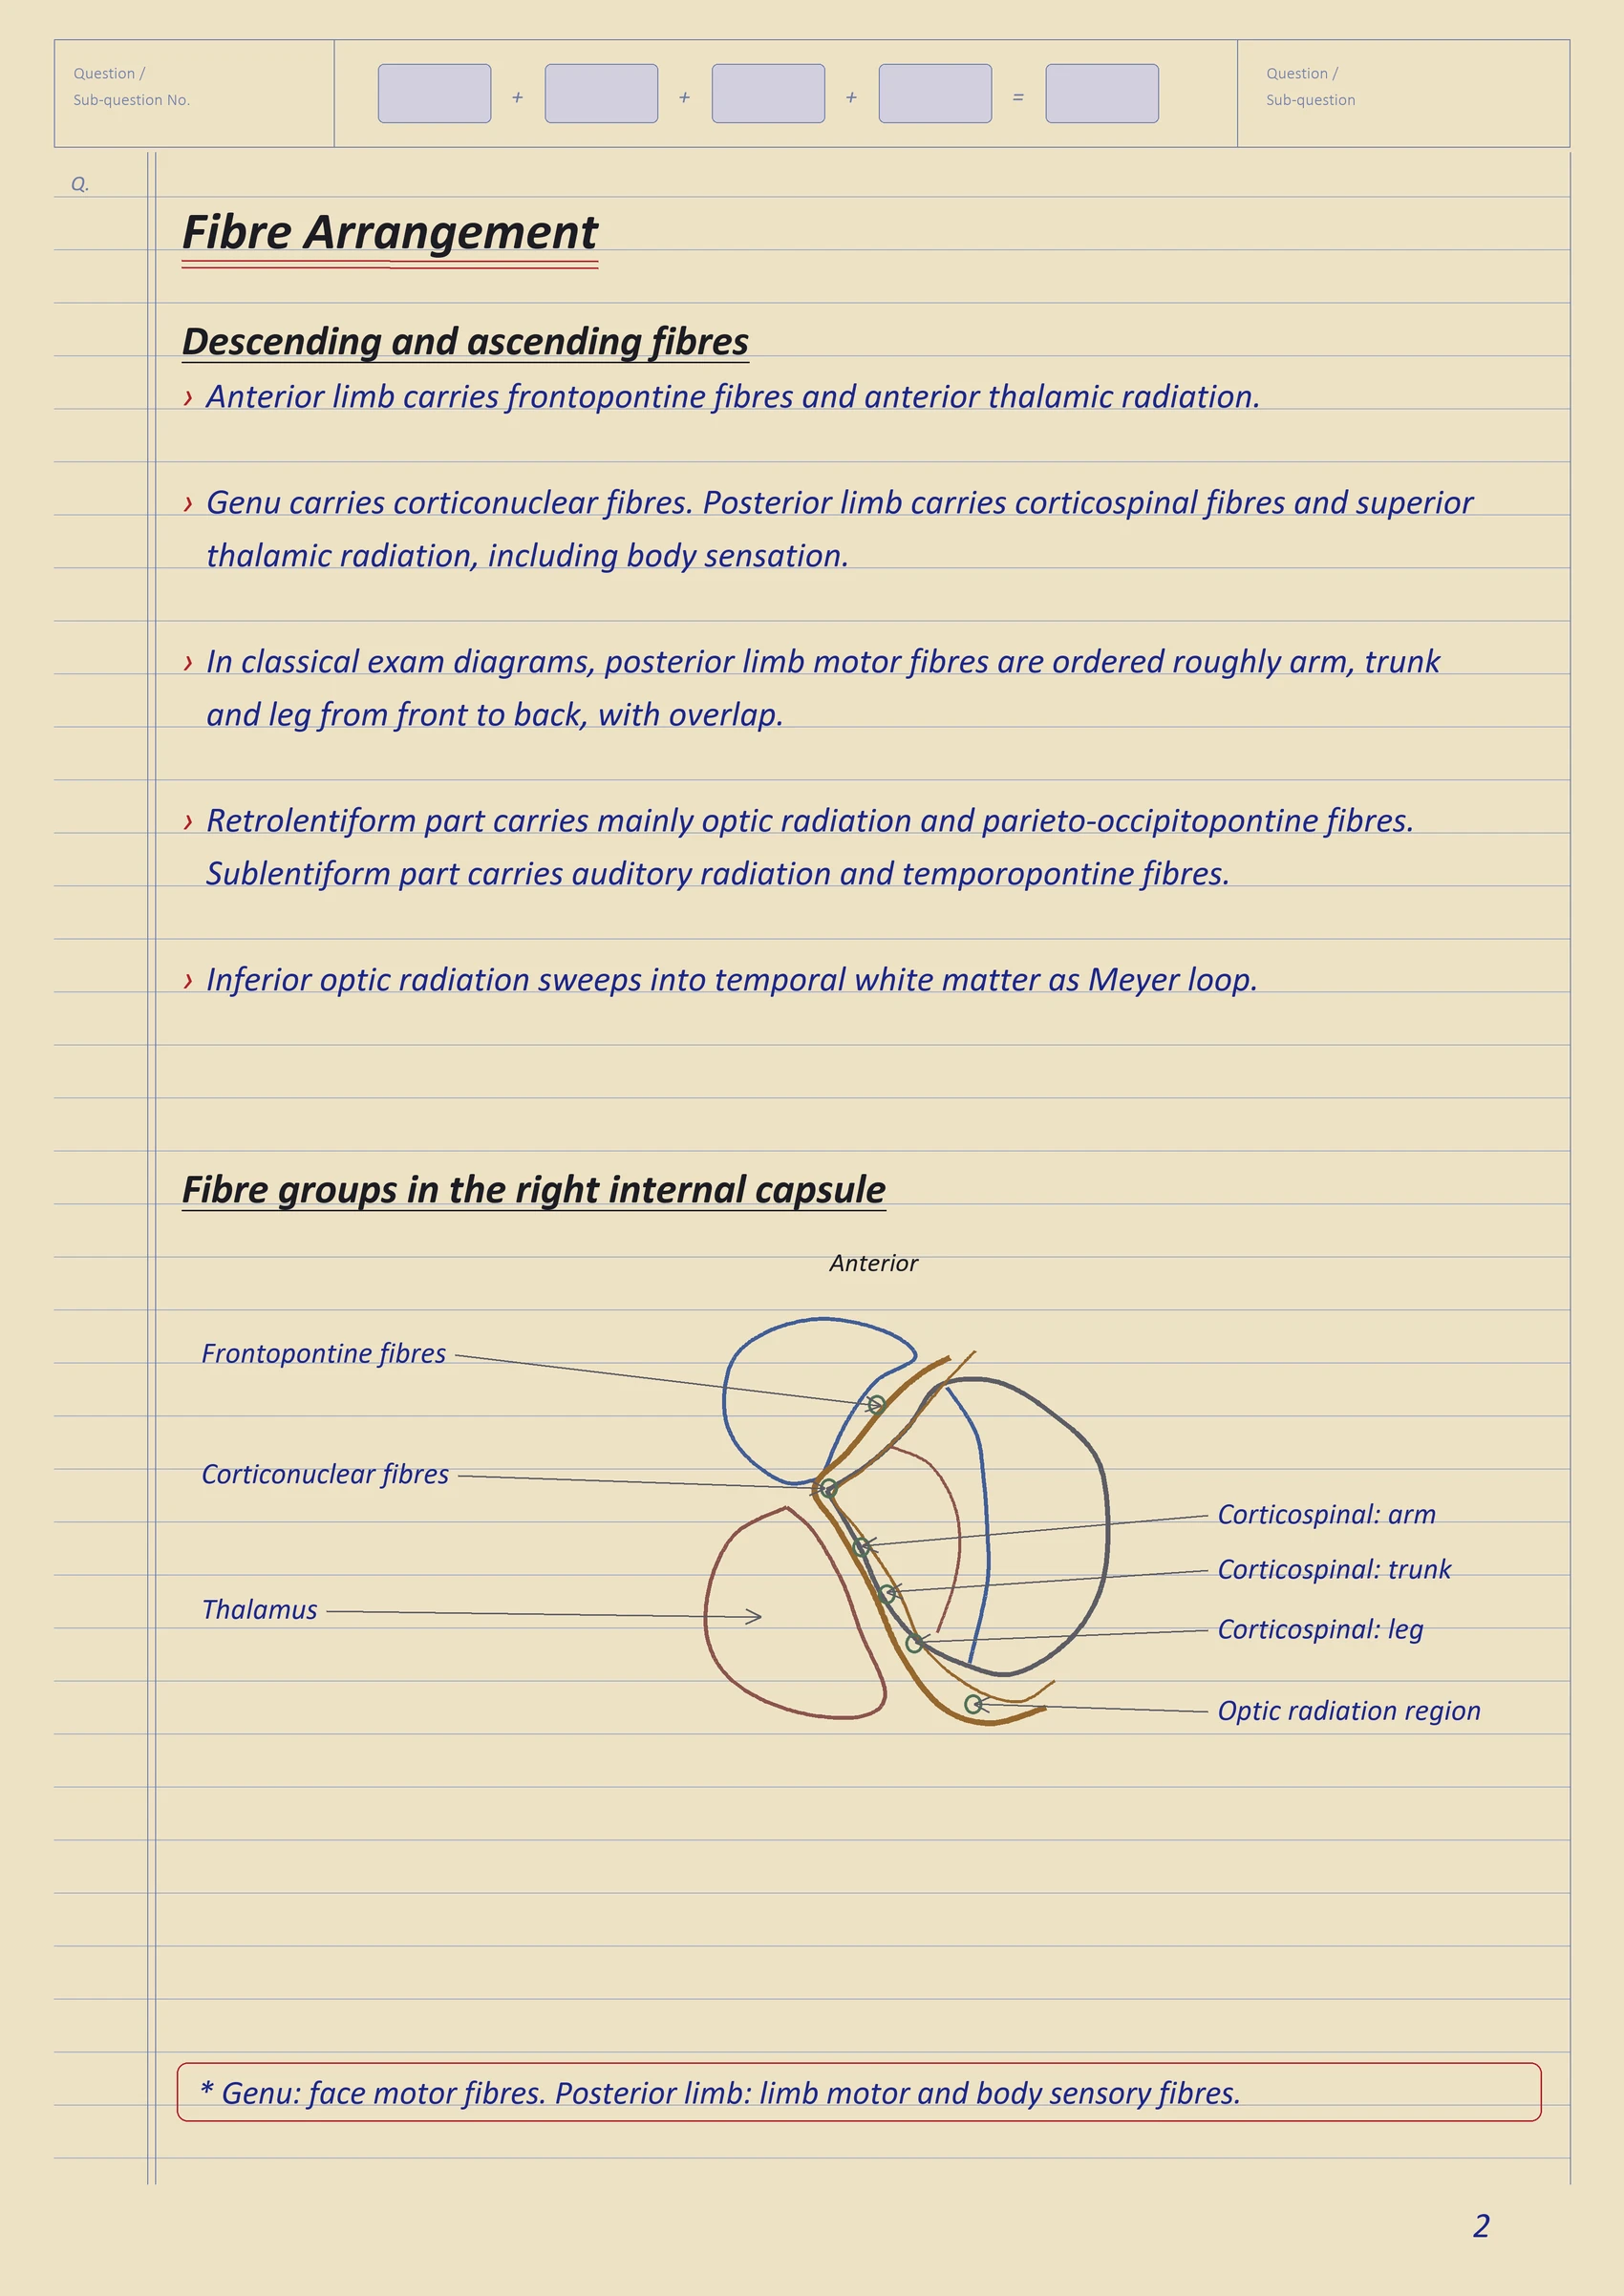 Question /
Sub-question No.
+ + + =
Question /
Sub-question
Q.
Fibre Arrangement
Descending and ascending fibres
› Anterior limb carries frontopontine fibres and anterior thalamic radiation.
› Genu carries corticonuclear fibres. Posterior limb carries corticospinal fibres and superior
thalamic radiation, including body sensation.
› In classical exam diagrams, posterior limb motor fibres are ordered roughly arm, trunk
and leg from front to back, with overlap.
› Retrolentiform part carries mainly optic radiation and parieto-occipitopontine fibres.
Sublentiform part carries auditory radiation and temporopontine fibres.
› Inferior optic radiation sweeps into temporal white matter as Meyer loop.
Fibre groups in the right internal capsule
Anterior
Frontopontine fibres
Corticonuclear fibres
Thalamus
Corticospinal: arm
Corticospinal: trunk
Corticospinal: leg
Optic radiation region
* Genu: face motor fibres. Posterior limb: limb motor and body sensory fibres.
2